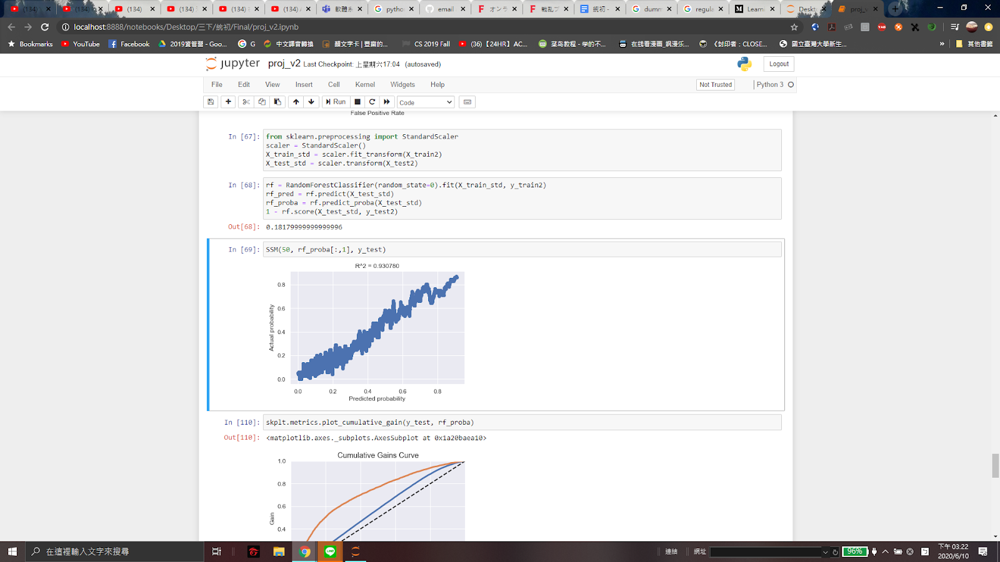 (134)
(134)
(134)
(134)
(134)
(134)
pytho
email
オンラ
戦乱フ
統初 -
dumm
regula
Learn
Deskt
proj_v
localhost:8888/notebooks/Desktop/三下/統初/Final/proj_v2.ipynb
Bookmarks
YouTube
Facebook
2019資管營 - Goo...
G
中文譯音轉換
顏文字卡 | 豐富的...
CS 2019 Fall
(36)【24HR】AC...
菜鸟教程 - 学的不...
在线看漫画_飒漫乐...
《封印者：CLOSE...
國立臺灣大學新生...
»
其他書籤
jupyter proj_v2 Last Checkpoint: 上星期六17:04 (autosaved)
Logout
File Edit View Insert Cell Kernel Widgets Help
Not Trusted
Python 3
Run
Code
False Positive Rate
In [67]:
from sklearn.preprocessing import StandardScaler
scaler = StandardScaler()
X_train_std = scaler.fit_transform(X_train2)
X_test_std = scaler.transform(X_test2)
In [68]:
rf = RandomForestClassifier(random_state=0).fit(X_train_std, y_train2)
rf_pred = rf.predict(X_test_std)
rf_proba = rf.predict_proba(X_test_std)
1 - rf.score(X_test_std, y_test2)
Out[68]: 0.18179999999999996
In [69]: SSM(50, rf_proba[:,1], y_test)
R^2 = 0.930780
Actual probability
0.8
0.6
0.4
0.2
0.0
0.0 0.2 0.4 0.6 0.8
Predicted probability
In [110]: skplt.metrics.plot_cumulative_gain(y_test, rf_proba)
Out[110]: <matplotlib.axes._subplots.AxesSubplot at 0x1a20baea10>
Cumulative Gains Curve
1.0
0.8
0.6
0.4
Gain
在這裡輸入文字來搜尋
連結
網址
96%
下午 03:22
2020/6/10